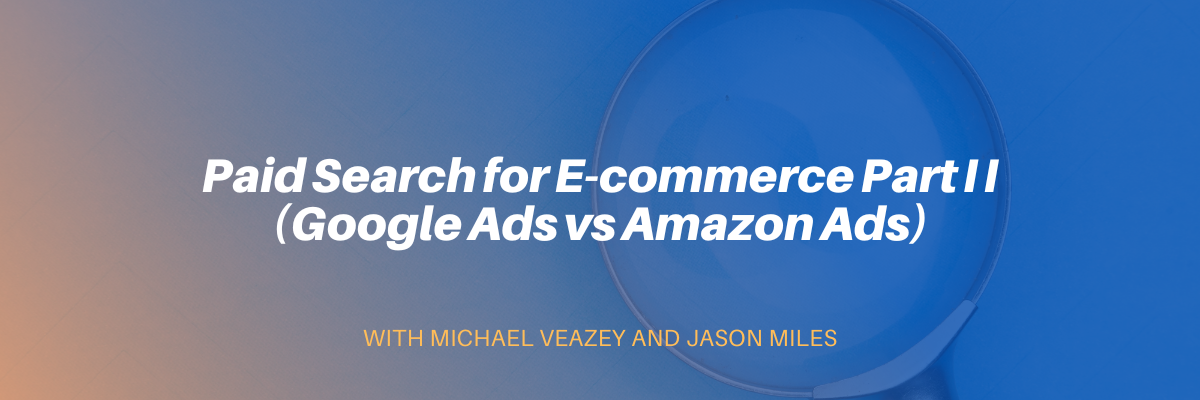 Paid Search for E-commerce Part II
(Google Ads vs Amazon Ads)
WITH MICHAEL VEAZEY AND JASON MILES